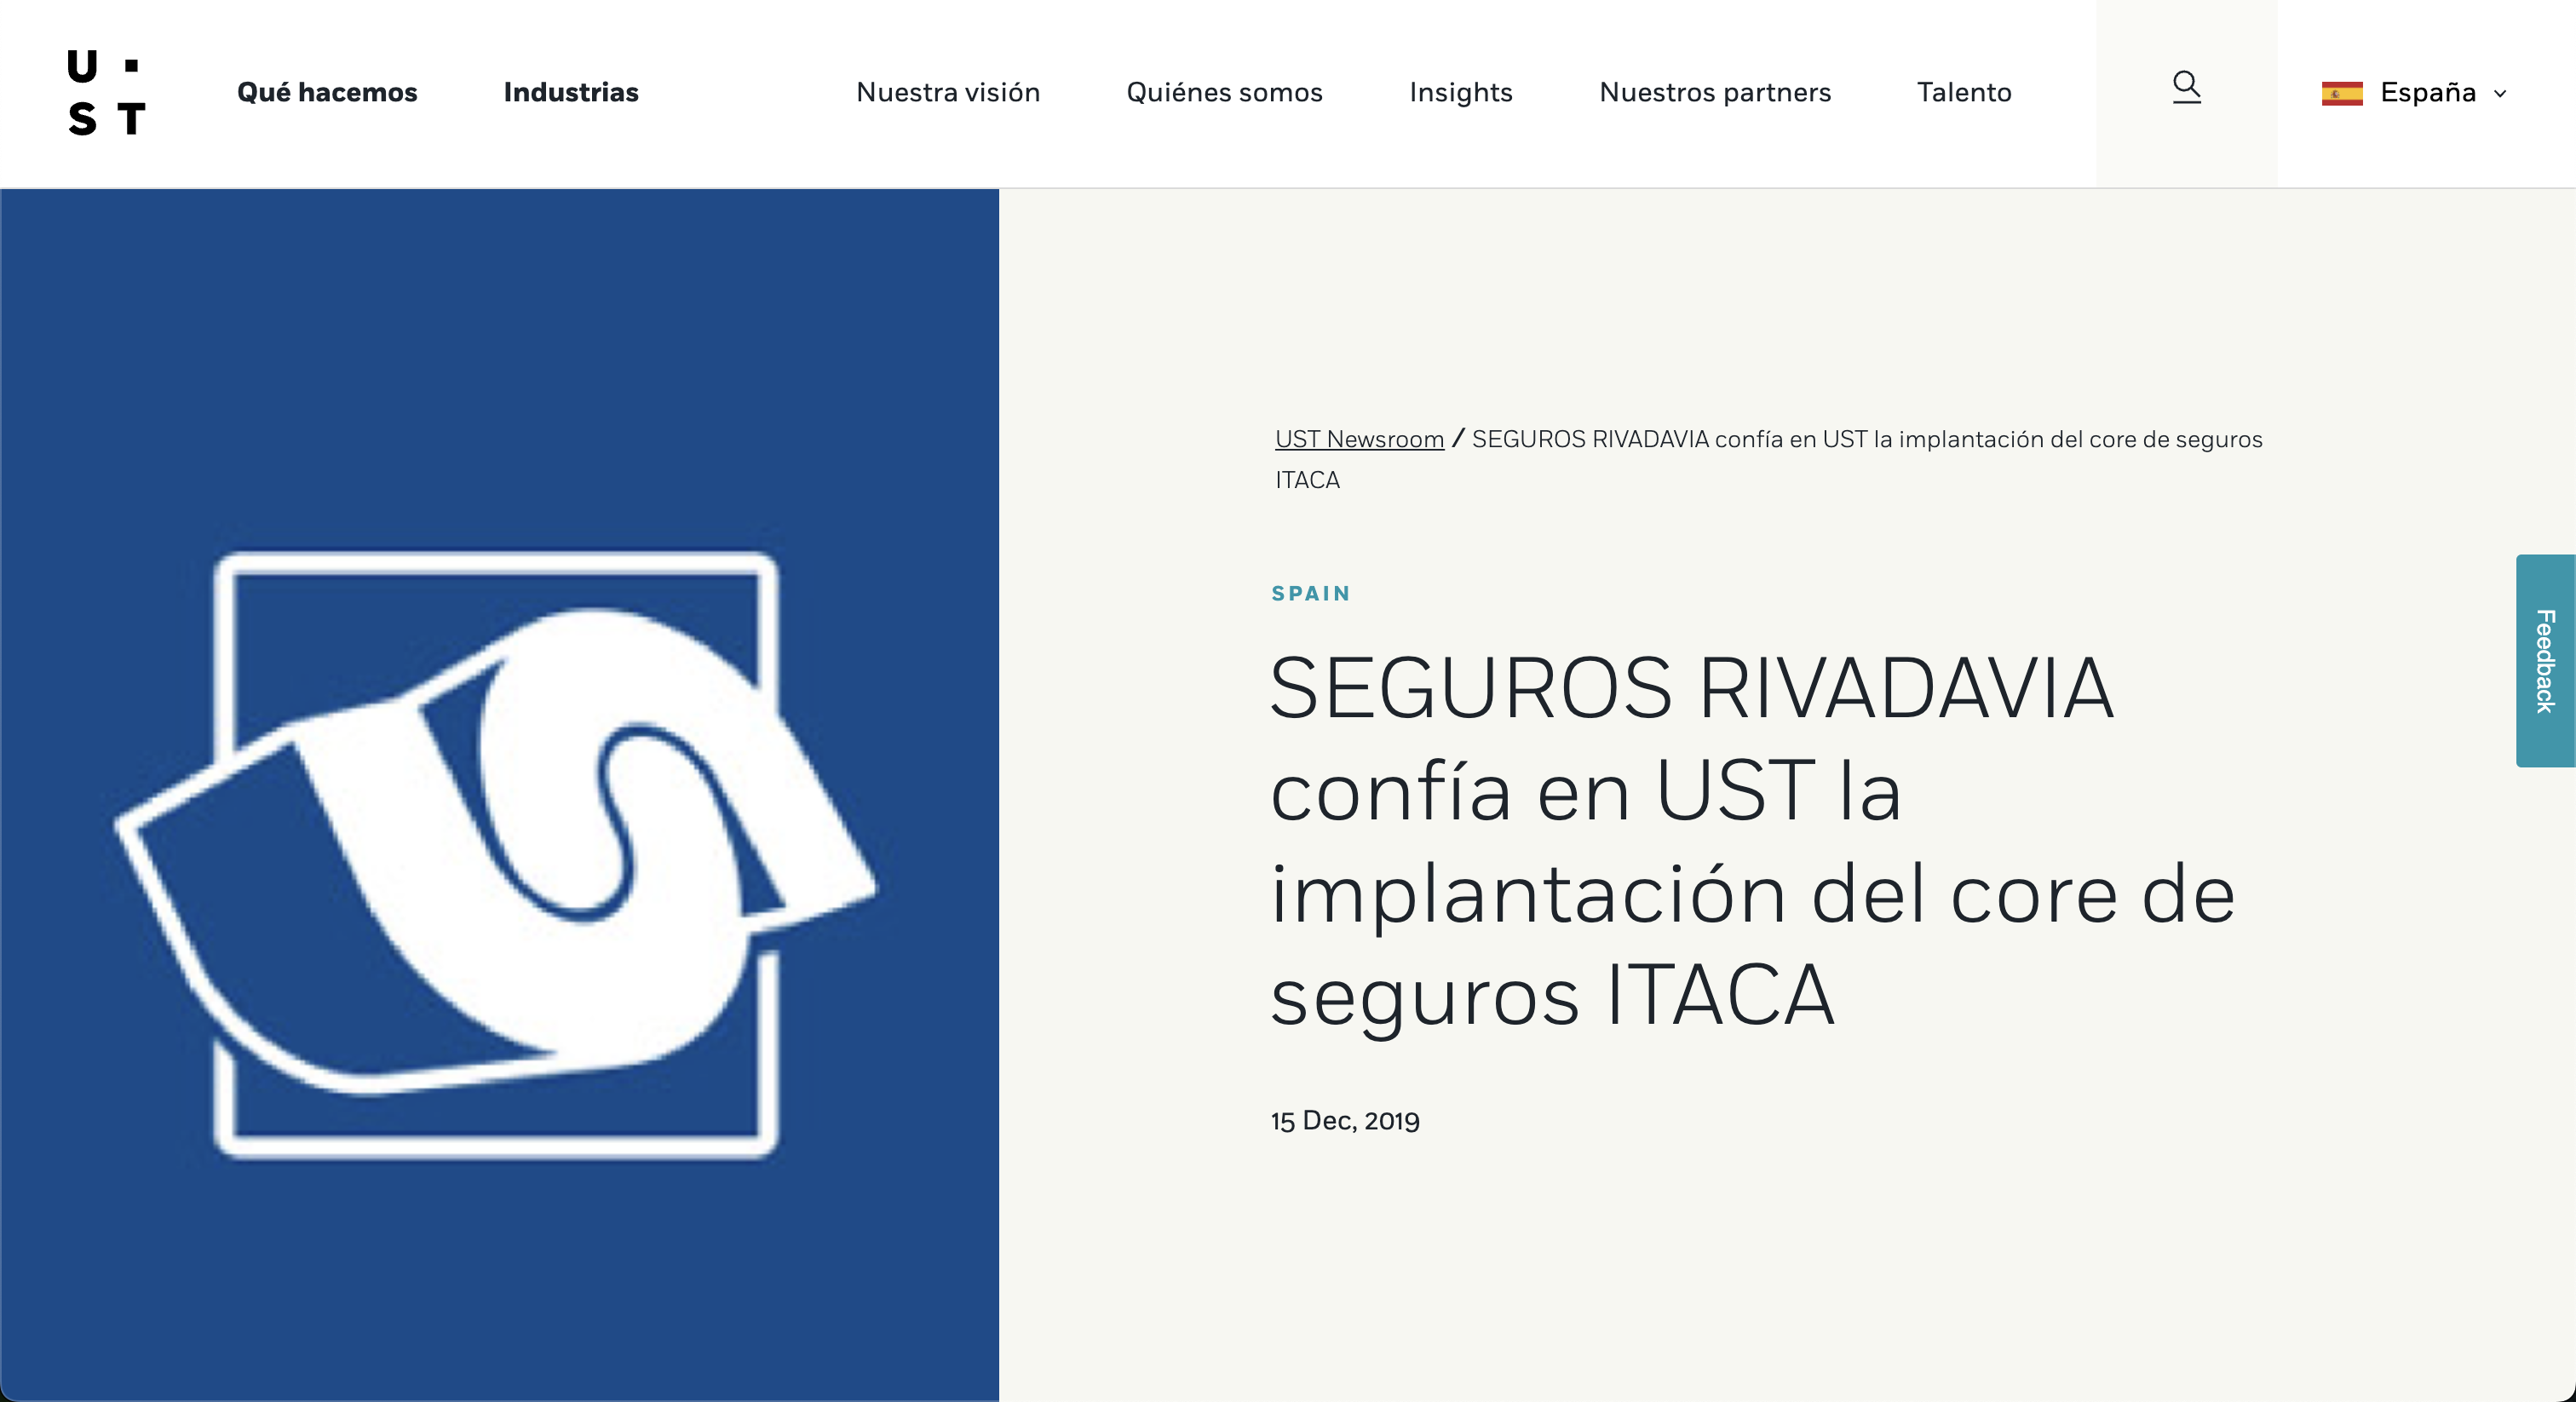 U ▪
S T
Qué hacemos
Industrias
Nuestra visión
Quiénes somos
Insights
Nuestros partners
Talento
España
UST Newsroom / SEGUROS RIVADAVIA confía en UST la implantación del core de seguros
ITACA
SPAIN
SEGUROS RIVADAVIA
confía en UST la
implantación del core de
seguros ITACA
15 Dec, 2019
Feedback